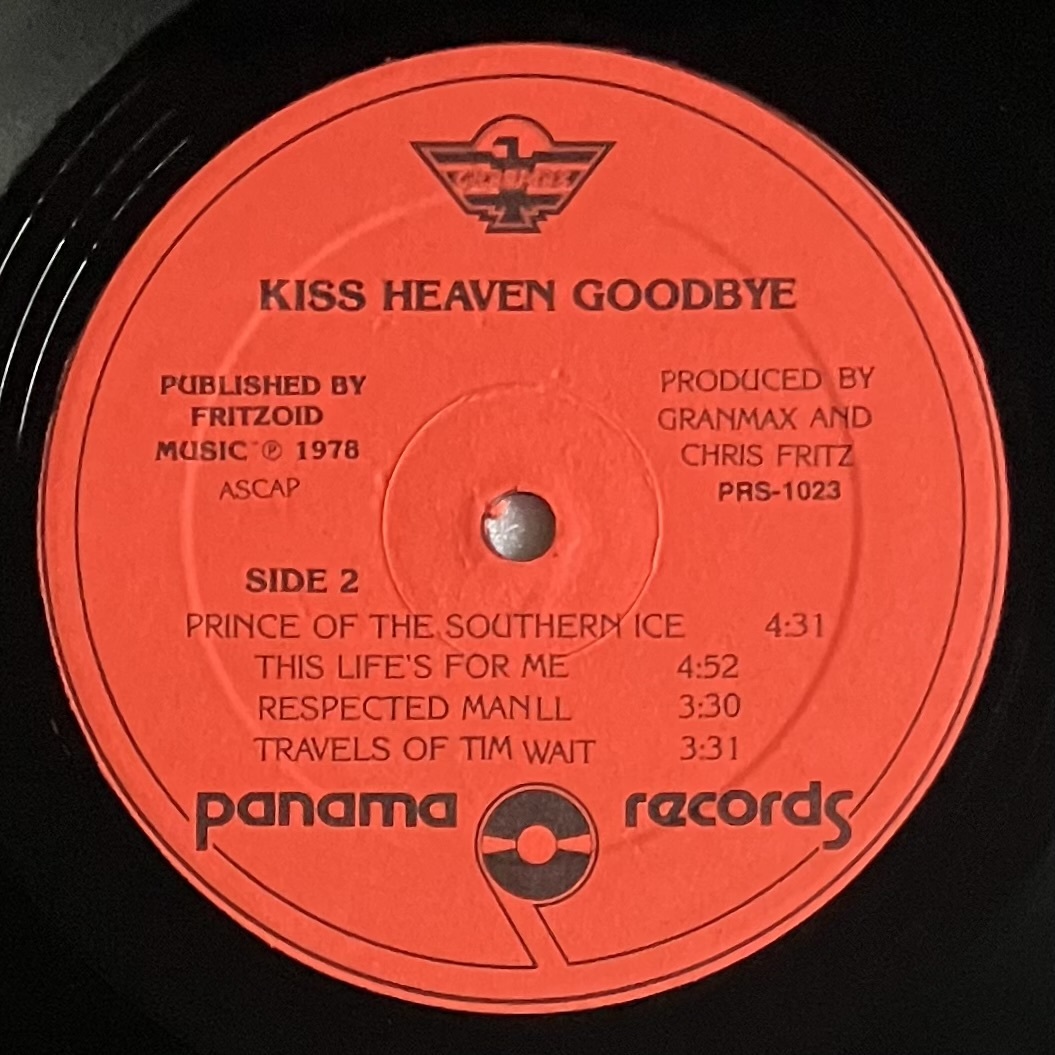 KISS HEAVEN GOODBYE
PUBLISHED BY
FRITZOID
MUSIC ℗ 1978
ASCAP
PRODUCED BY
GRANMAX AND
CHRIS FRITZ
PRS-1023
SIDE 2
PRINCE OF THE SOUTHERN ICE 4:31
THIS LIFE'S FOR ME 4:52
RESPECTED MAN LL 3:30
TRAVELS OF TIM WAIT 3:31
panama records